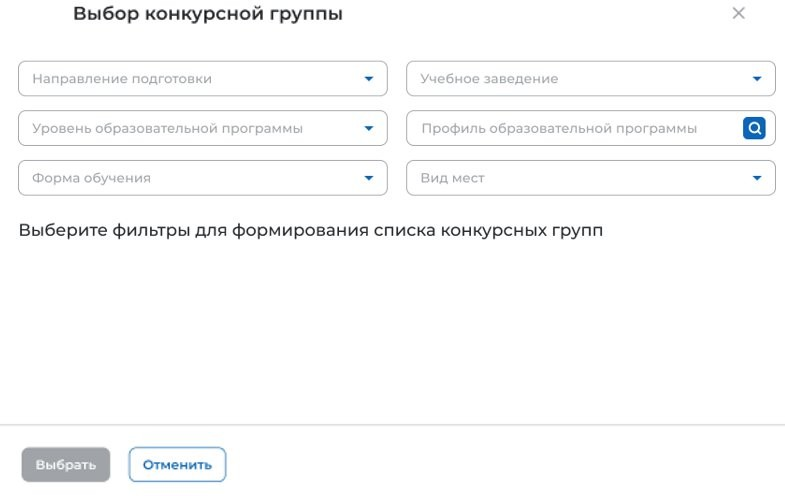 Выбор конкурсной группы
Направление подготовки
Учебное заведение
Уровень образовательной программы
Профиль образовательной программы
Форма обучения
Вид мест
Выберите фильтры для формирования списка конкурсных групп
Выбрать
Отменить